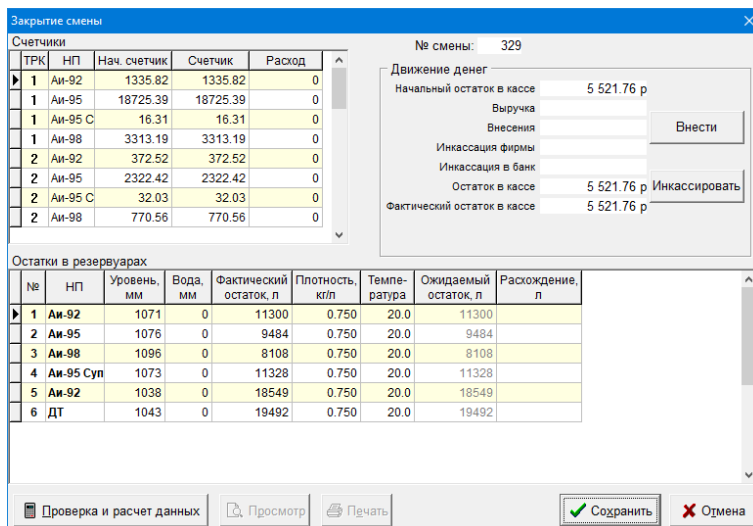 Закрытие смены
Счетчики
ТРК НП Нач. счетчик Счетчик Расход
1 Аи-92 1335.82 1335.82 0
1 Аи-95 18725.39 18725.39 0
1 Аи-95 С 16.31 16.31 0
1 Аи-98 3313.19 3313.19 0
2 Аи-92 372.52 372.52 0
2 Аи-95 2322.42 2322.42 0
2 Аи-95 С 32.03 32.03 0
2 Аи-98 770.56 770.56 0
№ смены: 329
Движение денег
Начальный остаток в кассе 5 521.76 р
Выручка
Внесения
Инкассация фирмы
Инкассация в банк
Остаток в кассе 5 521.76 р
Фактический остаток в кассе 5 521.76 р
Внести
Инкассировать
Остатки в резервуарах
№ НП Уровень, мм Вода, мм Фактический остаток, л Плотность, кг/л Темпе-ратура Ожидаемый остаток, л Расхождение, л
1 Аи-92 1071 0 11300 0.750 20.0 11300
2 Аи-95 1076 0 9484 0.750 20.0 9484
3 Аи-98 1096 0 8108 0.750 20.0 8108
4 Аи-95 Суп 1073 0 11328 0.750 20.0 11328
5 Аи-92 1038 0 18549 0.750 20.0 18549
6 ДТ 1043 0 19492 0.750 20.0 19492
Проверка и расчет данных Просмотр Печать Сохранить Отмена